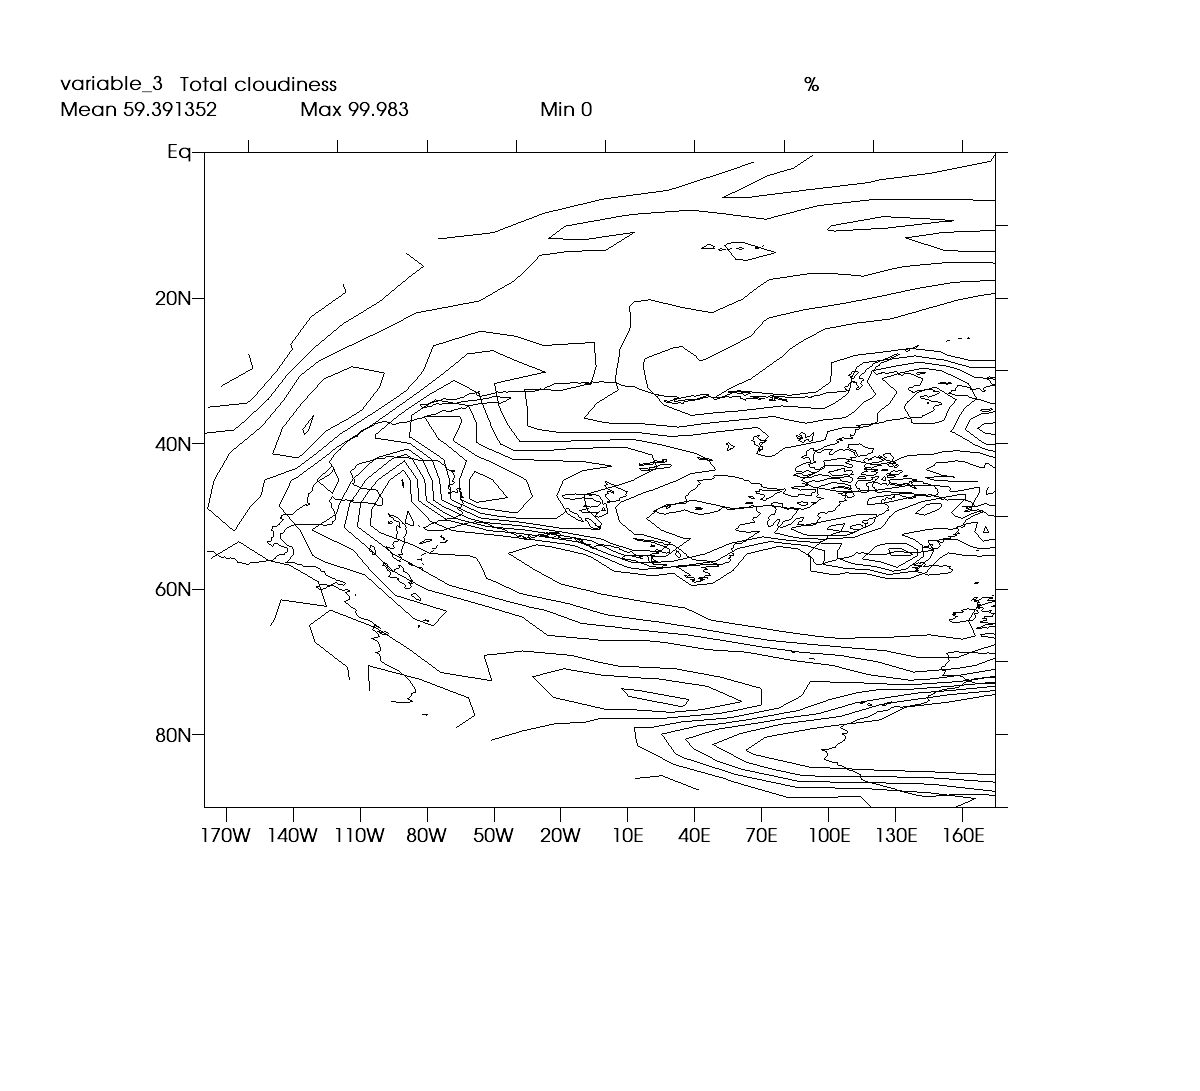 variable_3 Total cloudiness %
Mean 59.391352 Max 99.983 Min 0
Eq
20N
40N
60N
80N
170W 140W 110W 80W 50W 20W 10E 40E 70E 100E 130E 160E